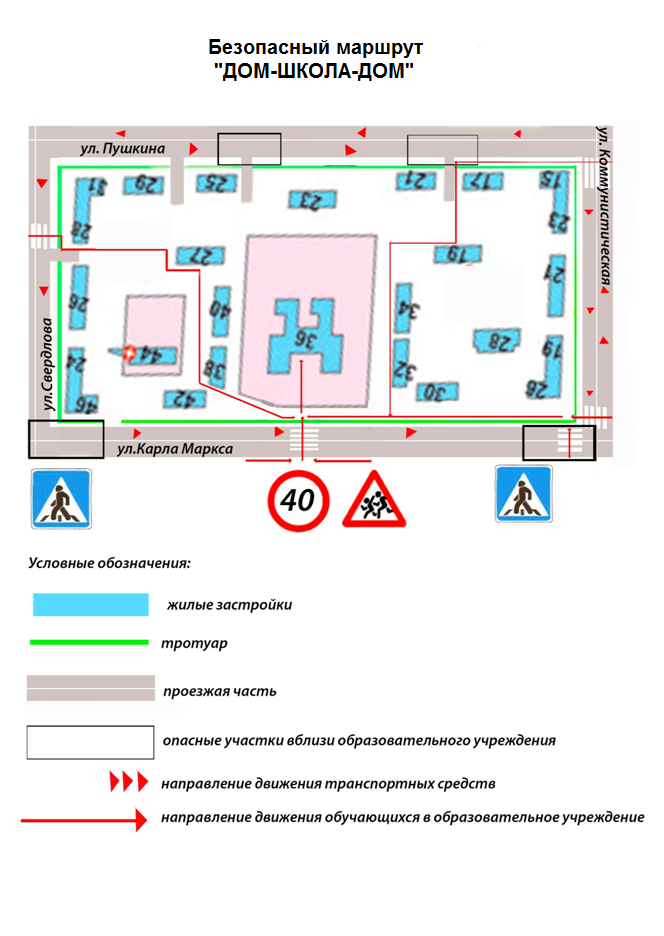 Безопасный маршрут
"ДОМ-ШКОЛА-ДОМ"
ул. Пушкина
ул. Коммунистическая
31
29
25
23
21
17
15
28
23
27
19
26
40
34
21
36
44
38
32
28
19
24
46
42
30
26
ул.Свердлова
ул.Карла Маркса
40
Условные обозначения:
жилые застройки
тротуар
проезжая часть
опасные участки вблизи образовательного учреждения
направление движения транспортных средств
направление движения обучающихся в образовательное учреждение